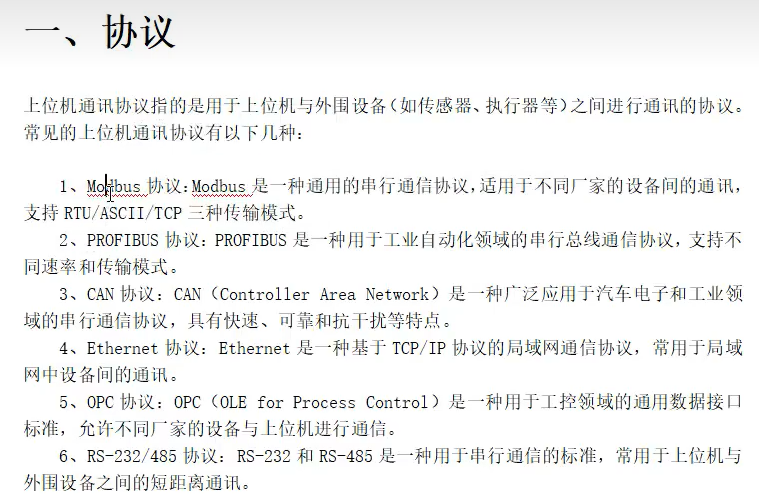 一、协议
上位机通讯协议指的是用于上位机与外围设备(如传感器、执行器等)之间进行通讯的协议。
常见的上位机通讯协议有以下几种:
1、Modbus 协议:Modbus 是一种通用的串行通信协议,适用于不同厂家的设备间的通讯,
支持 RTU/ASCII/TCP 三种传输模式。
2、PROFIBUS 协议: PROFIBUS 是一种用于工业自动化领域的串行总线通信协议,支持不
同速率和传输模式。
3、CAN 协议: CAN（Controller Area Network）是一种广泛应用于汽车电子和工业领
域的串行通信协议，具有快速、可靠和抗干扰等特点。
4、Ethernet 协议: Ethernet 是一种基于 TCP/IP 协议的局域网通信协议，常用于局域
网中设备间的通讯。
5、OPC 协议: OPC（OLE for Process Control）是一种用于工控领域的通用数据接口
标准，允许不同厂家的设备与上位机进行通信。
6、RS-232/485 协议: RS-232 和 RS-485 是一种用于串行通信的标准，常用于上位机与
外围设备之间的短距离通讯。